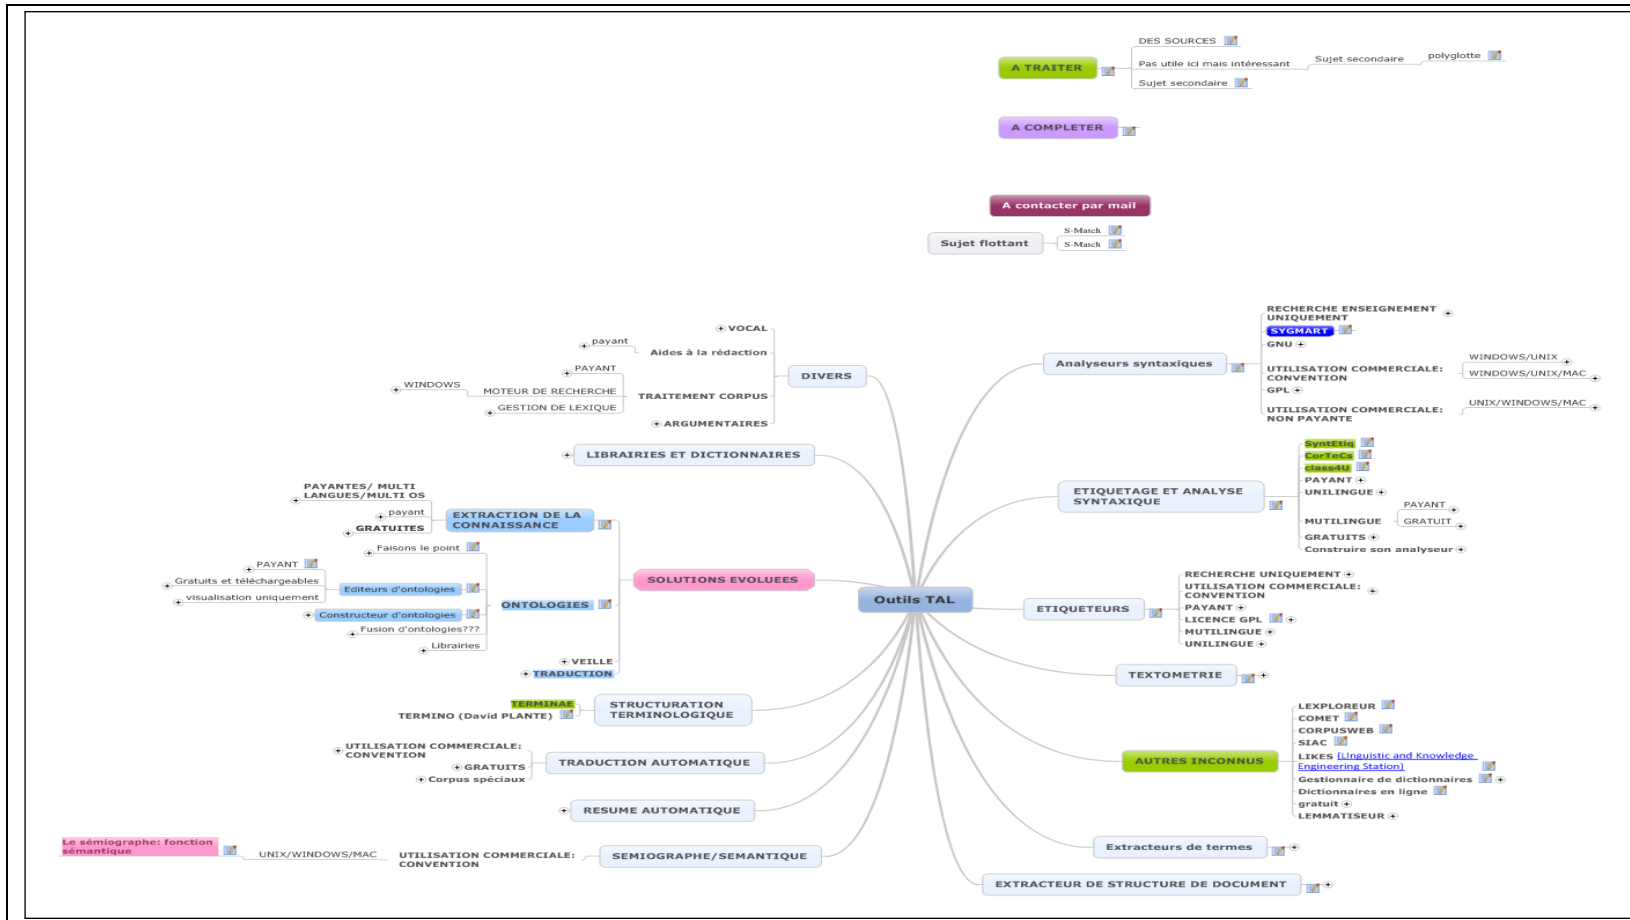 DES SOURCES
A TRAITER
Pas utile ici mais intéressant
Sujet secondaire
polyglotte
Sujet secondaire
A COMPLETER
A contacter par mail
Sujet flottant
S-Match
S-Match
Outils TAL
Analyseurs syntaxiques
RECHERCHE ENSEIGNEMENT
UNIQUEMENT
SYGMART
GNU
UTILISATION COMMERCIALE:
CONVENTION
WINDOWS/UNIX
WINDOWS/UNIX/MAC
GPL
UTILISATION COMMERCIALE:
NON PAYANTE
UNIX/WINDOWS/MAC
ETIQUETAGE ET ANALYSE
SYNTAXIQUE
SyntEtiq
CorTeCs
class4U
PAYANT
UNILINGUE
MUTILINGUE
PAYANT
GRATUIT
GRATUITS
Construire son analyseur
ETIQUETEURS
RECHERCHE UNIQUEMENT
UTILISATION COMMERCIALE:
CONVENTION
PAYANT
LICENCE GPL
MUTILINGUE
UNILINGUE
TEXTOMETRIE
AUTRES INCONNUS
LEXPLOREUR
COMET
CORPUSWEB
SIAC
LIKES (Linguistic and Knowledge
Engineering Station)
Gestionnaire de dictionnaires
Dictionnaires en ligne
gratuit
LEMMATISEUR
Extracteurs de termes
EXTRACTEUR DE STRUCTURE DE DOCUMENT
DIVERS
VOCAL
Aides à la rédaction
payant
TRAITEMENT CORPUS
PAYANT
MOTEUR DE RECHERCHE
WINDOWS
GESTION DE LEXIQUE
ARGUMENTAIRES
LIBRAIRIES ET DICTIONNAIRES
SOLUTIONS EVOLUEES
EXTRACTION DE LA
CONNAISSANCE
PAYANTES/ MULTI
LANGUES/MULTI OS
payant
GRATUITES
ONTOLOGIES
Faisons le point
Editeurs d'ontologies
PAYANT
Gratuits et téléchargeables
visualisation uniquement
Constructeur d'ontologies
Fusion d'ontologies???
Librairies
VEILLE
TRADUCTION
STRUCTURATION
TERMINOLOGIQUE
TERMINAE
TERMINO (David PLANTE)
TRADUCTION AUTOMATIQUE
UTILISATION COMMERCIALE:
CONVENTION
GRATUITS
Corpus spéciaux
RESUME AUTOMATIQUE
SEMIOGRAPHE/SEMANTIQUE
UTILISATION COMMERCIALE:
CONVENTION
UNIX/WINDOWS/MAC
Le sémiographe: fonction
sémantique